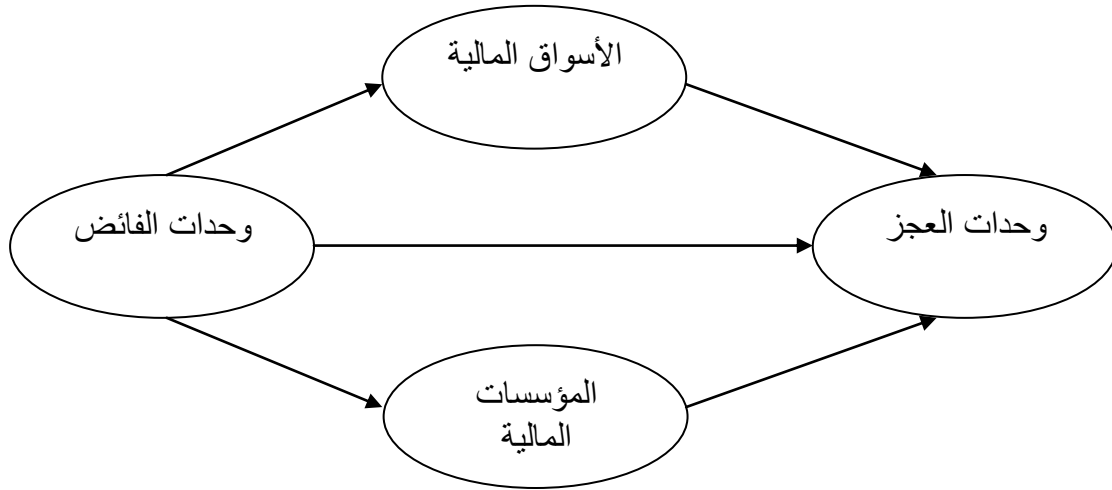 الأسواق المالية
وحدات الفائض
وحدات العجز
المؤسسات
المالية